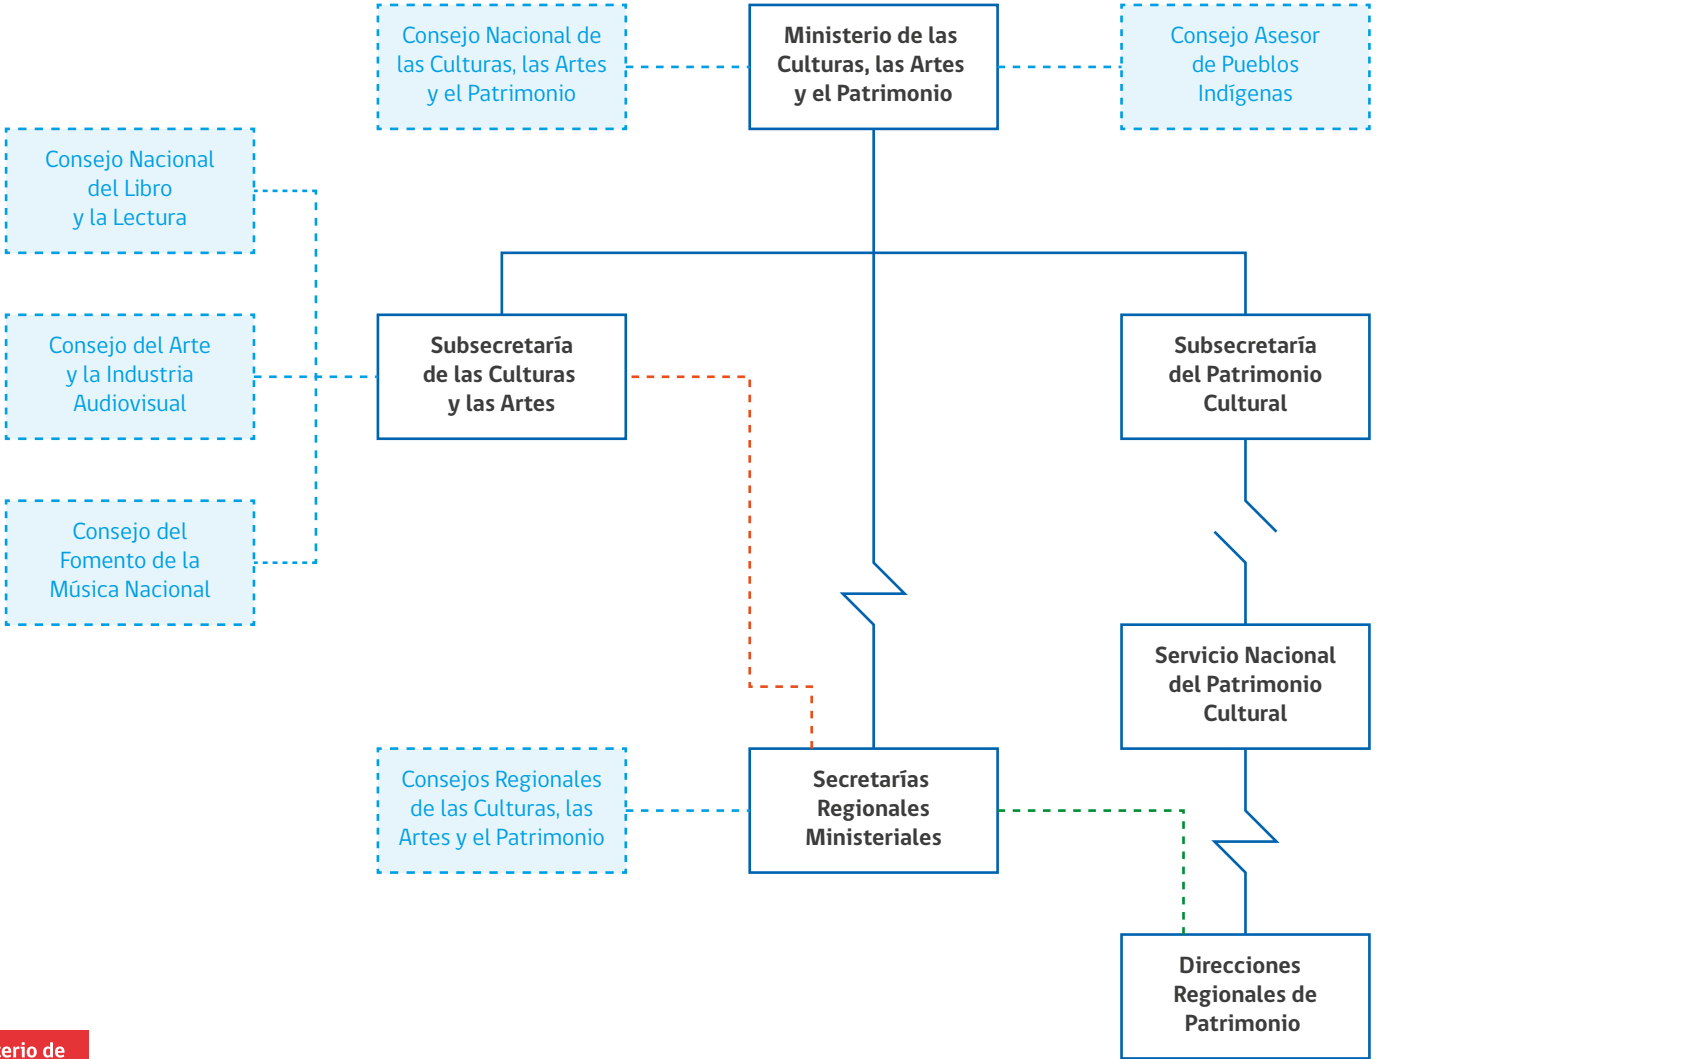 Consejo Nacional de
las Culturas, las Artes
y el Patrimonio
Ministerio de las
Culturas, las Artes
y el Patrimonio
Consejo Asesor
de Pueblos
Indígenas
Consejo Nacional
del Libro
y la Lectura
Consejo del Arte
y la Industria
Audiovisual
Subsecretaría
de las Culturas
y las Artes
Subsecretaría
del Patrimonio
Cultural
Consejo del
Fomento de la
Música Nacional
Servicio Nacional
del Patrimonio
Cultural
Consejos Regionales
de las Culturas, las
Artes y el Patrimonio
Secretarías
Regionales
Ministeriales
Direcciones
Regionales de
Patrimonio
de